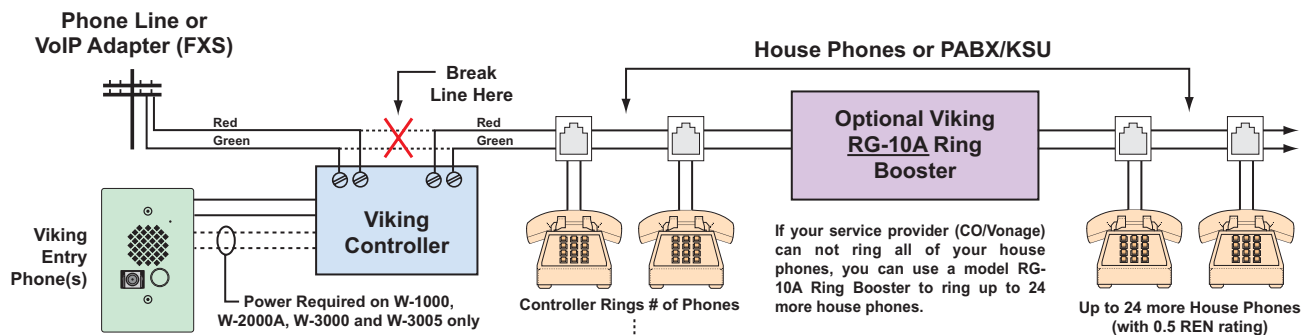 Phone Line or
VoIP Adapter (FXS)
House Phones or PABX/KSU
Break
Line Here
Red
Green
Red
Green
Optional Viking
RG-10A Ring
Booster
Viking
Controller
Viking
Entry
Phone(s)
If your service provider (CO/Vonage)
can not ring all of your house
phones, you can use a model RG-
10A Ring Booster to ring up to 24
more house phones.
Power Required on W-1000,
W-2000A, W-3000 and W-3005 only
Controller Rings # of Phones
Up to 24 more House Phones
(with 0.5 REN rating)